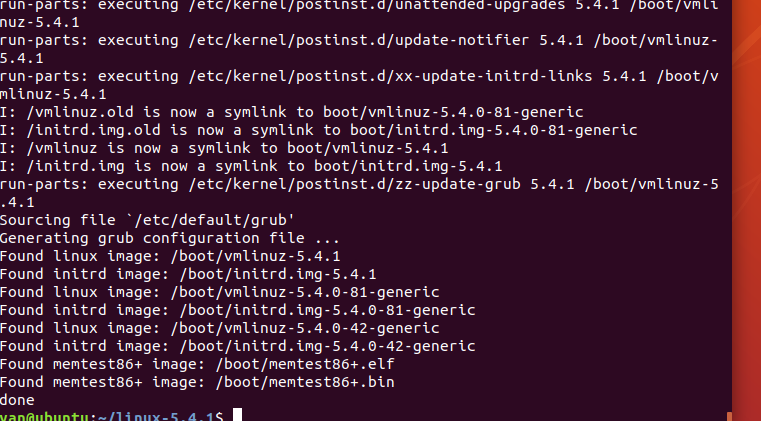 run-parts: executing /etc/kernel/postinst.d/unattended-upgrades 5.4.1 /boot/vmli
nuz-5.4.1
run-parts: executing /etc/kernel/postinst.d/update-notifier 5.4.1 /boot/vmlinuz-
5.4.1
run-parts: executing /etc/kernel/postinst.d/xx-update-initrd-links 5.4.1 /boot/v
mlinuz-5.4.1
I: /vmlinuz.old is now a symlink to boot/vmlinuz-5.4.0-81-generic
I: /initrd.img.old is now a symlink to boot/initrd.img-5.4.0-81-generic
I: /vmlinuz is now a symlink to boot/vmlinuz-5.4.1
I: /initrd.img is now a symlink to boot/initrd.img-5.4.1
run-parts: executing /etc/kernel/postinst.d/zz-update-grub 5.4.1 /boot/vmlinuz-5
.4.1
Sourcing file `/etc/default/grub'
Generating grub configuration file ...
Found linux image: /boot/vmlinuz-5.4.1
Found initrd image: /boot/initrd.img-5.4.1
Found linux image: /boot/vmlinuz-5.4.0-81-generic
Found initrd image: /boot/initrd.img-5.4.0-81-generic
Found linux image: /boot/vmlinuz-5.4.0-42-generic
Found initrd image: /boot/initrd.img-5.4.0-42-generic
Found memtest86+ image: /boot/memtest86+.elf
Found memtest86+ image: /boot/memtest86+.bin
done
yan@ubuntu:~/linux-5.4.1$